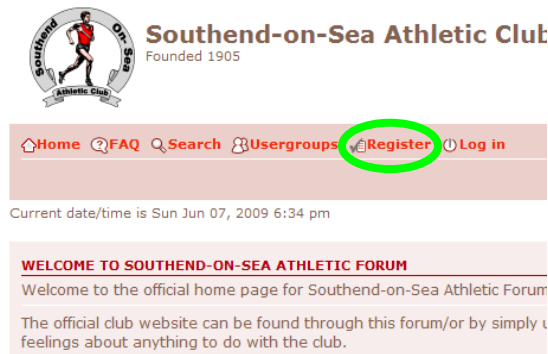 Southend On- Sea
Athletic Club
Southend-on-Sea Athletic Club
Founded 1905
Home FAQ Search Usergroups Register Log in
Current date/time is Sun Jun 07, 2009 6:34 pm
WELCOME TO SOUTHEND-ON-SEA ATHLETIC FORUM
Welcome to the official home page for Southend-on-Sea Athletic Forum
The official club website can be found through this forum/or by simply u
feelings about anything to do with the club.